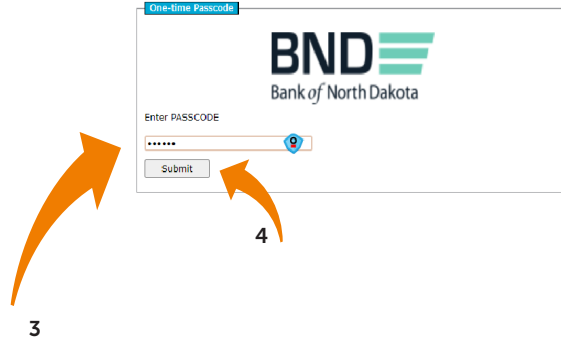 One-time Passcode
BND
Bank of North Dakota
Enter PASSCODE
••••••
Submit
4
3